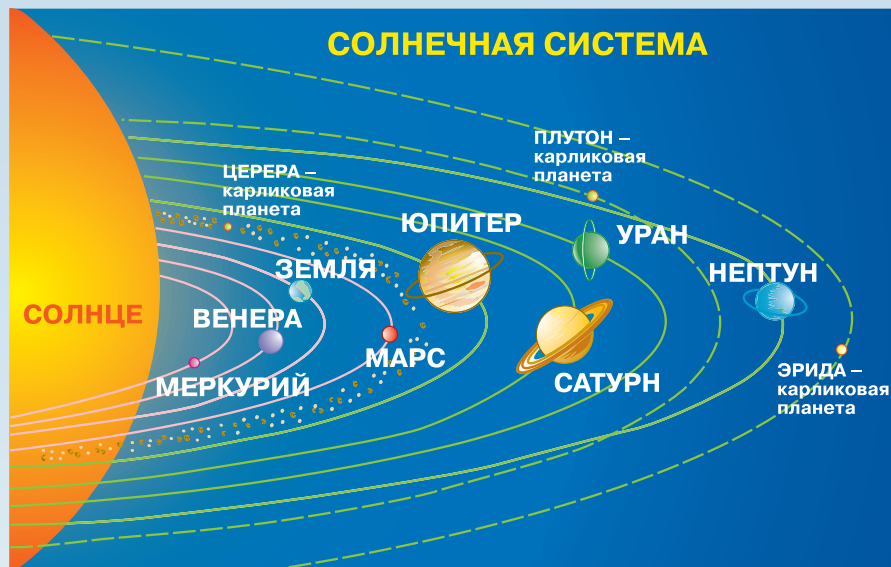 СОЛНЕЧНАЯ СИСТЕМА
ПЛУТОН –
карликовая
планета
ЦЕРЕРА –
карликовая
планета
ЮПИТЕР
УРАН
ЗЕМЛЯ
НЕПТУН
СОЛНЦЕ
ВЕНЕРА
МАРС
МЕРКУРИЙ
САТУРН
ЭРИДА –
карликовая
планета